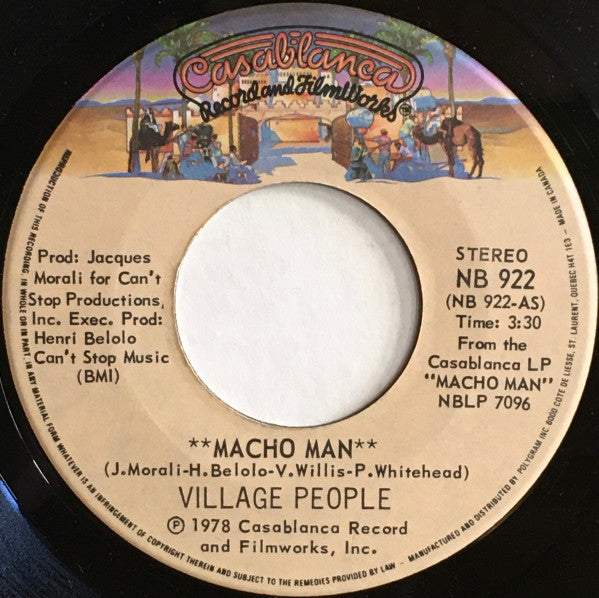 Casablanca
Record and FilmWorks
Prod: Jacques
Morali for Can't
Stop Productions,
Inc. Exec. Prod:
Henri Belolo
Can't Stop Music
(BMI)
STEREO
NB 922
(NB 922-AS)
Time: 3:30
From the
Casablanca LP
"MACHO MAN"
NBLP 7096
**MACHO MAN**
(J.Morali-H.Belolo-V.Willis-P.Whitehead)
VILLAGE PEOPLE
℗ 1978 Casablanca Record
and Filmworks, Inc.
REPRODUCTION OF THIS RECORDING, IN WHOLE OR IN PART, IN ANY MATERIAL FORM WHATEVER IS AN INFRINGEMENT OF COPYRIGHT THEREIN AND SUBJECT TO THE REMEDIES PROVIDED BY LAW - MANUFACTURED AND DISTRIBUTED BY POLYGRAM INC 6000 COTE DE LIESSE, ST. LAURENT, QUEBEC H4T 1E3 - MADE IN CANADA